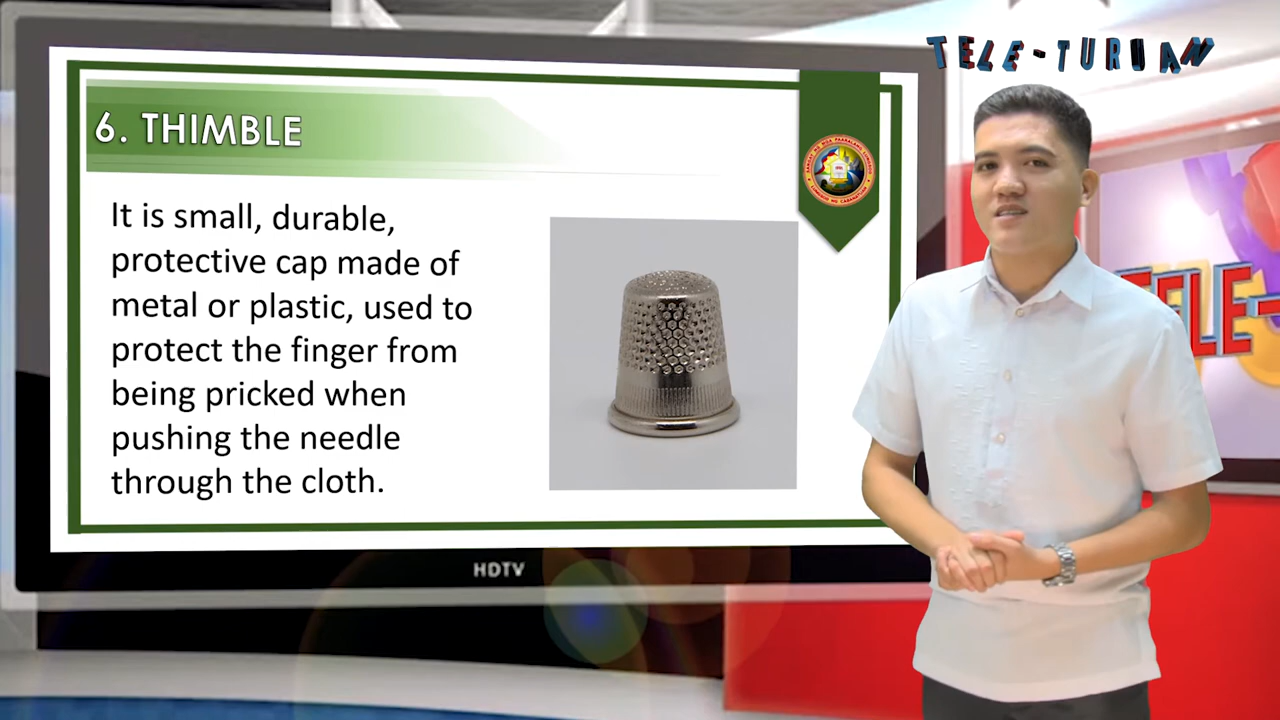 TELE-TURUAN
6. THIMBLE
It is small, durable,
protective cap made of
metal or plastic, used to
protect the finger from
being pricked when
pushing the needle
through the cloth.
HDTV
TELE-